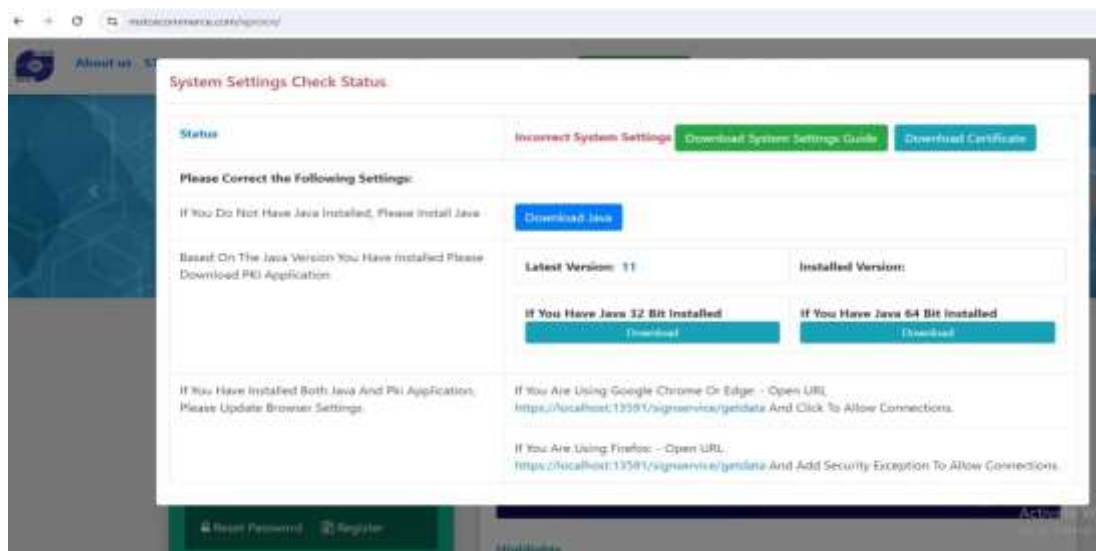 About us
System Settings Check Status
Status
Incorrect System Settings
Download System Settings Guide
Download Certificate
Please Correct the Following Settings:
If You Do Not Have Java Installed, Please Install Java
Download Java
Based On The Java Version You Have Installed Please
Download PKI Application
Latest Version: 11
Installed Version:
If You Have Java 32 Bit Installed
Download
If You Have Java 64 Bit Installed
Download
If You Have Installed Both Java And Pki Application,
Please Update Browser Settings
If You Are Using Google Chrome Or Edge: - Open URL
https://localhost:13591/signservice/getdata And Click To Allow Connections.
If You Are Using Firefox: - Open URL
https://localhost:13591/signservice/getdata And Add Security Exception To Allow Connections.
Reset Password
Register
Highlights